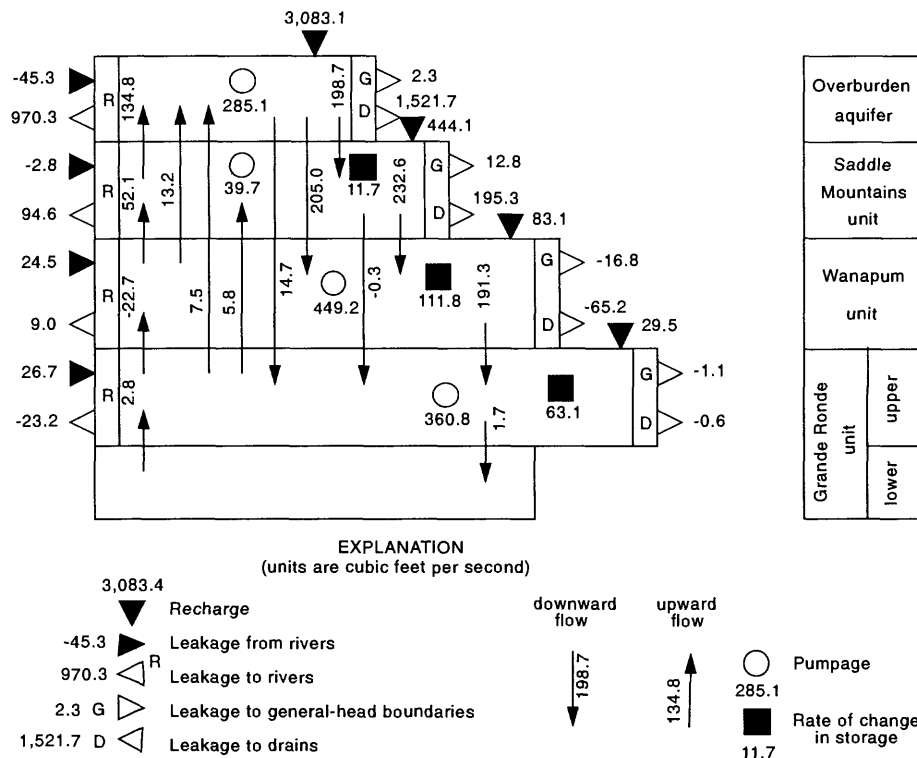 3,083.1
-45.3
970.3
R
134.8
285.1
198.7
G
D
2.3
1,521.7
444.1
Overburden
aquifer
-2.8
94.6
R
52.1
13.2
39.7
205.0
11.7
232.6
G
D
12.8
195.3
83.1
Saddle
Mountains
unit
24.5
9.0
R
-22.7
7.5
5.8
14.7
449.2
-0.3
111.8
191.3
G
D
-16.8
-65.2
29.5
Wanapum
unit
26.7
-23.2
R
2.8
360.8
1.7
63.1
G
D
-1.1
-0.6
Grande Ronde
unit
upper
lower
EXPLANATION
(units are cubic feet per second)
3,083.4
Recharge
-45.3
Leakage from rivers
970.3 R
Leakage to rivers
2.3 G
Leakage to general-head boundaries
1,521.7 D
Leakage to drains
downward
flow
198.7
upward
flow
134.8
Pumpage
285.1
Rate of change
in storage
11.7